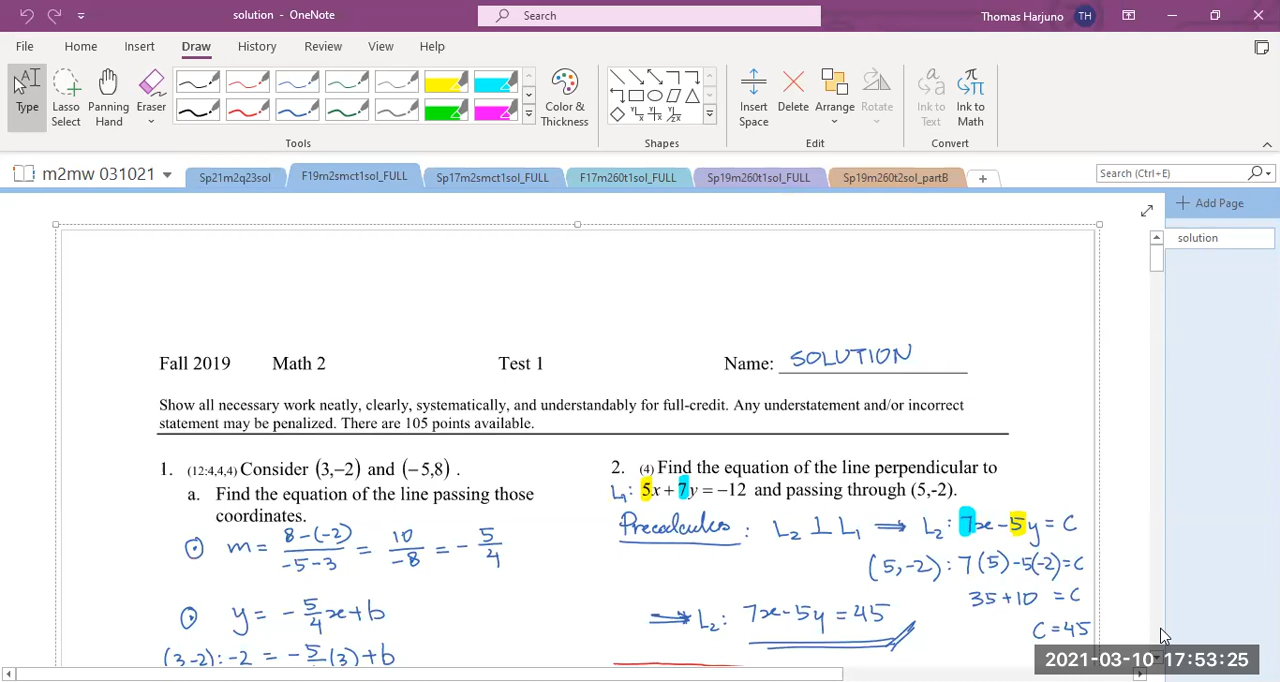 solution - OneNote
Search
Thomas Harjuno TH
File Home Insert Draw History Review View Help
Type
Lasso Select
Panning Hand
Eraser
Color & Thickness
Insert Space
Delete
Arrange
Rotate
Ink to Text
Ink to Math
Tools Shapes Edit Convert
m2mw 031021
Sp21m2q23sol F19m2smct1sol_FULL Sp17m2smct1sol_FULL F17m260t1sol_FULL Sp19m260t1sol_FULL Sp19m260t2sol_partB
Search (Ctrl+E)
Add Page
solution
Fall 2019 Math 2 Test 1 Name: SOLUTION
Show all necessary work neatly, clearly, systematically, and understandably for full-credit. Any understatement and/or incorrect
statement may be penalized. There are 105 points available.
1. (12:4,4,4) Consider (3,−2) and (−5,8) .
a. Find the equation of the line passing those
coordinates.
m = 8-(-2) / -5-3 = 10 / -8 = - 5/4
y = - 5/4 x + b
(3,-2): -2 = - 5/4 (3) + b
2. (4) Find the equation of the line perpendicular to
L1: 5x + 7y = −12 and passing through (5,-2).
Precalculus : L2 ⊥ L1 ⟹ L2: 7x - 5y = C
(5,-2): 7(5)-5(-2)=C
35+10 = C
⟹ L2: 7x-5y = 45
C = 45
2021-03-10 17:53:25